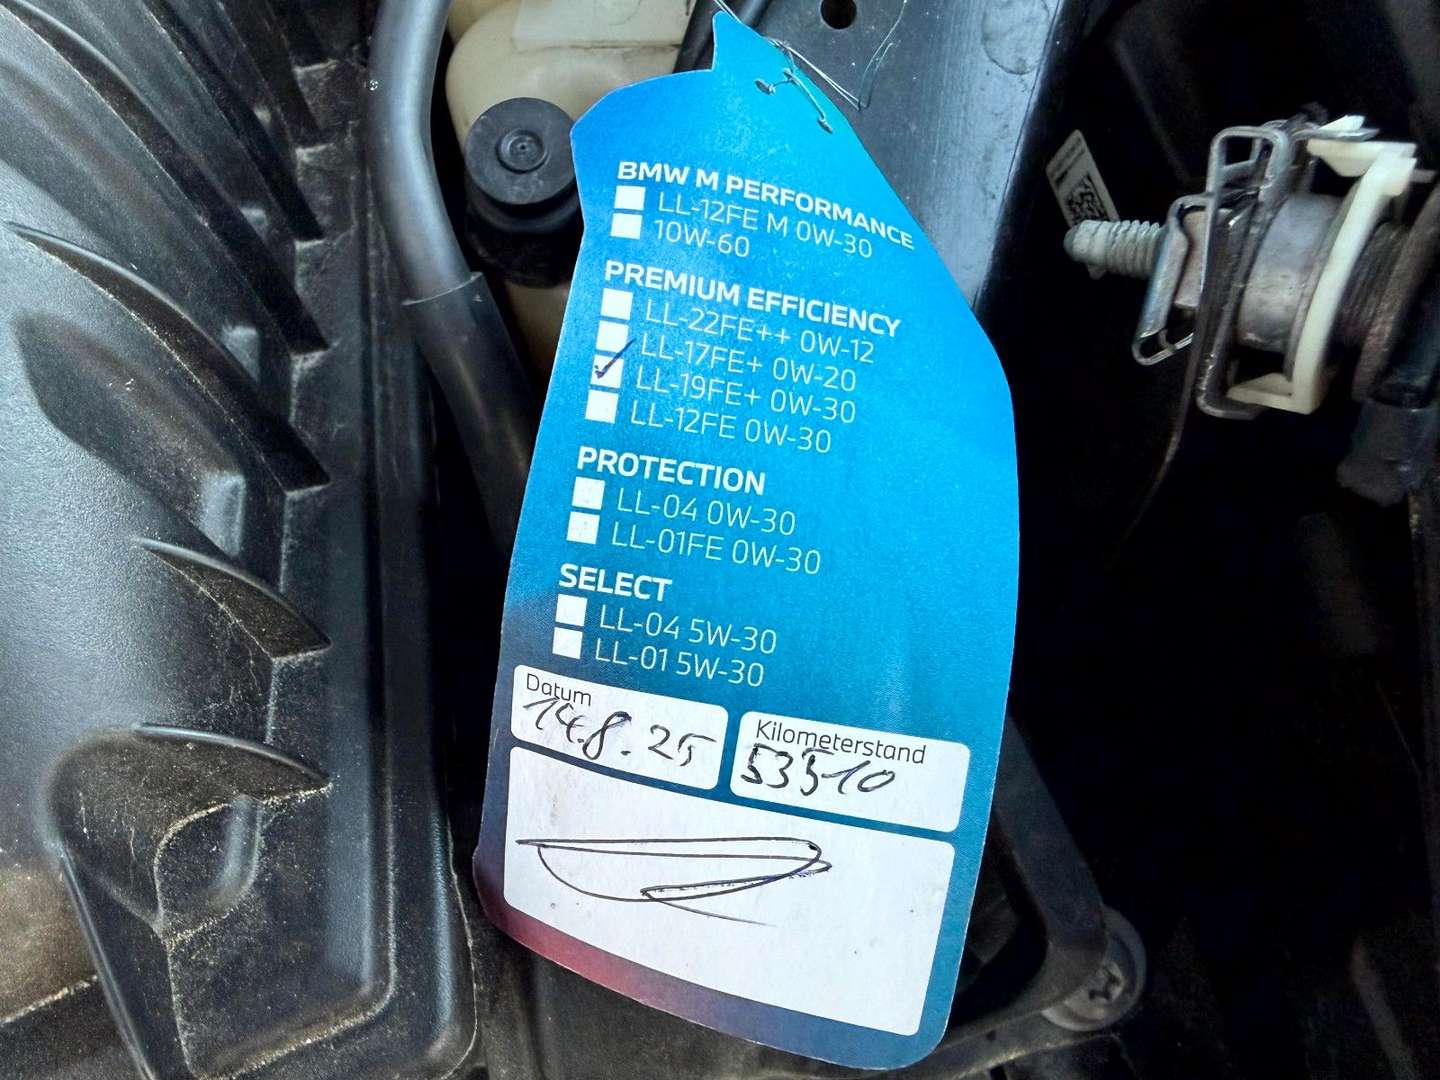 BMW M PERFORMANCE
LL-12FE M 0W-30
10W-60
PREMIUM EFFICIENCY
LL-22FE++ 0W-12
LL-17FE+ 0W-20
LL-19FE+ 0W-30
LL-12FE 0W-30
PROTECTION
LL-04 0W-30
LL-01FE 0W-30
SELECT
LL-04 5W-30
LL-01 5W-30
Datum
14.8.25
Kilometerstand
53510